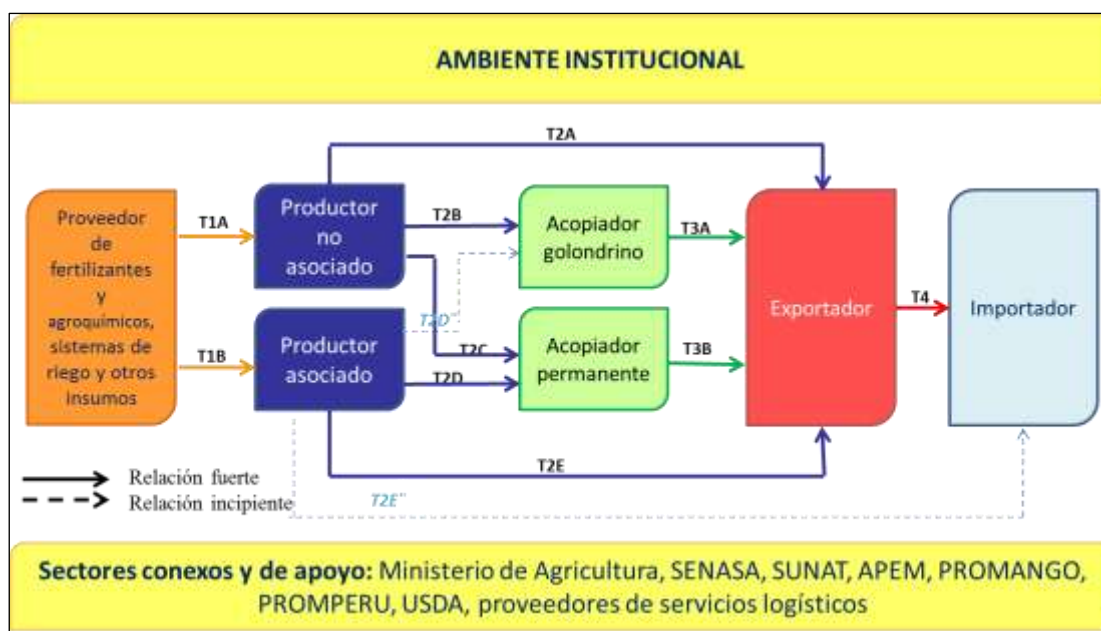 AMBIENTE INSTITUCIONAL
T2A
Proveedor
de
fertilizantes
y
agroquímicos,
sistemas de
riego y otros
insumos
T1A
T1B
Productor
no
asociado
Productor
asociado
T2B
T2D¨
T2C
T2D
Acopiador
golondrino
Acopiador
permanente
T3A
T3B
Exportador
T4
Importador
T2E
T2E¨
Relación fuerte
Relación incipiente
Sectores conexos y de apoyo: Ministerio de Agricultura, SENASA, SUNAT, APEM, PROMANGO,
PROMPERU, USDA, proveedores de servicios logísticos